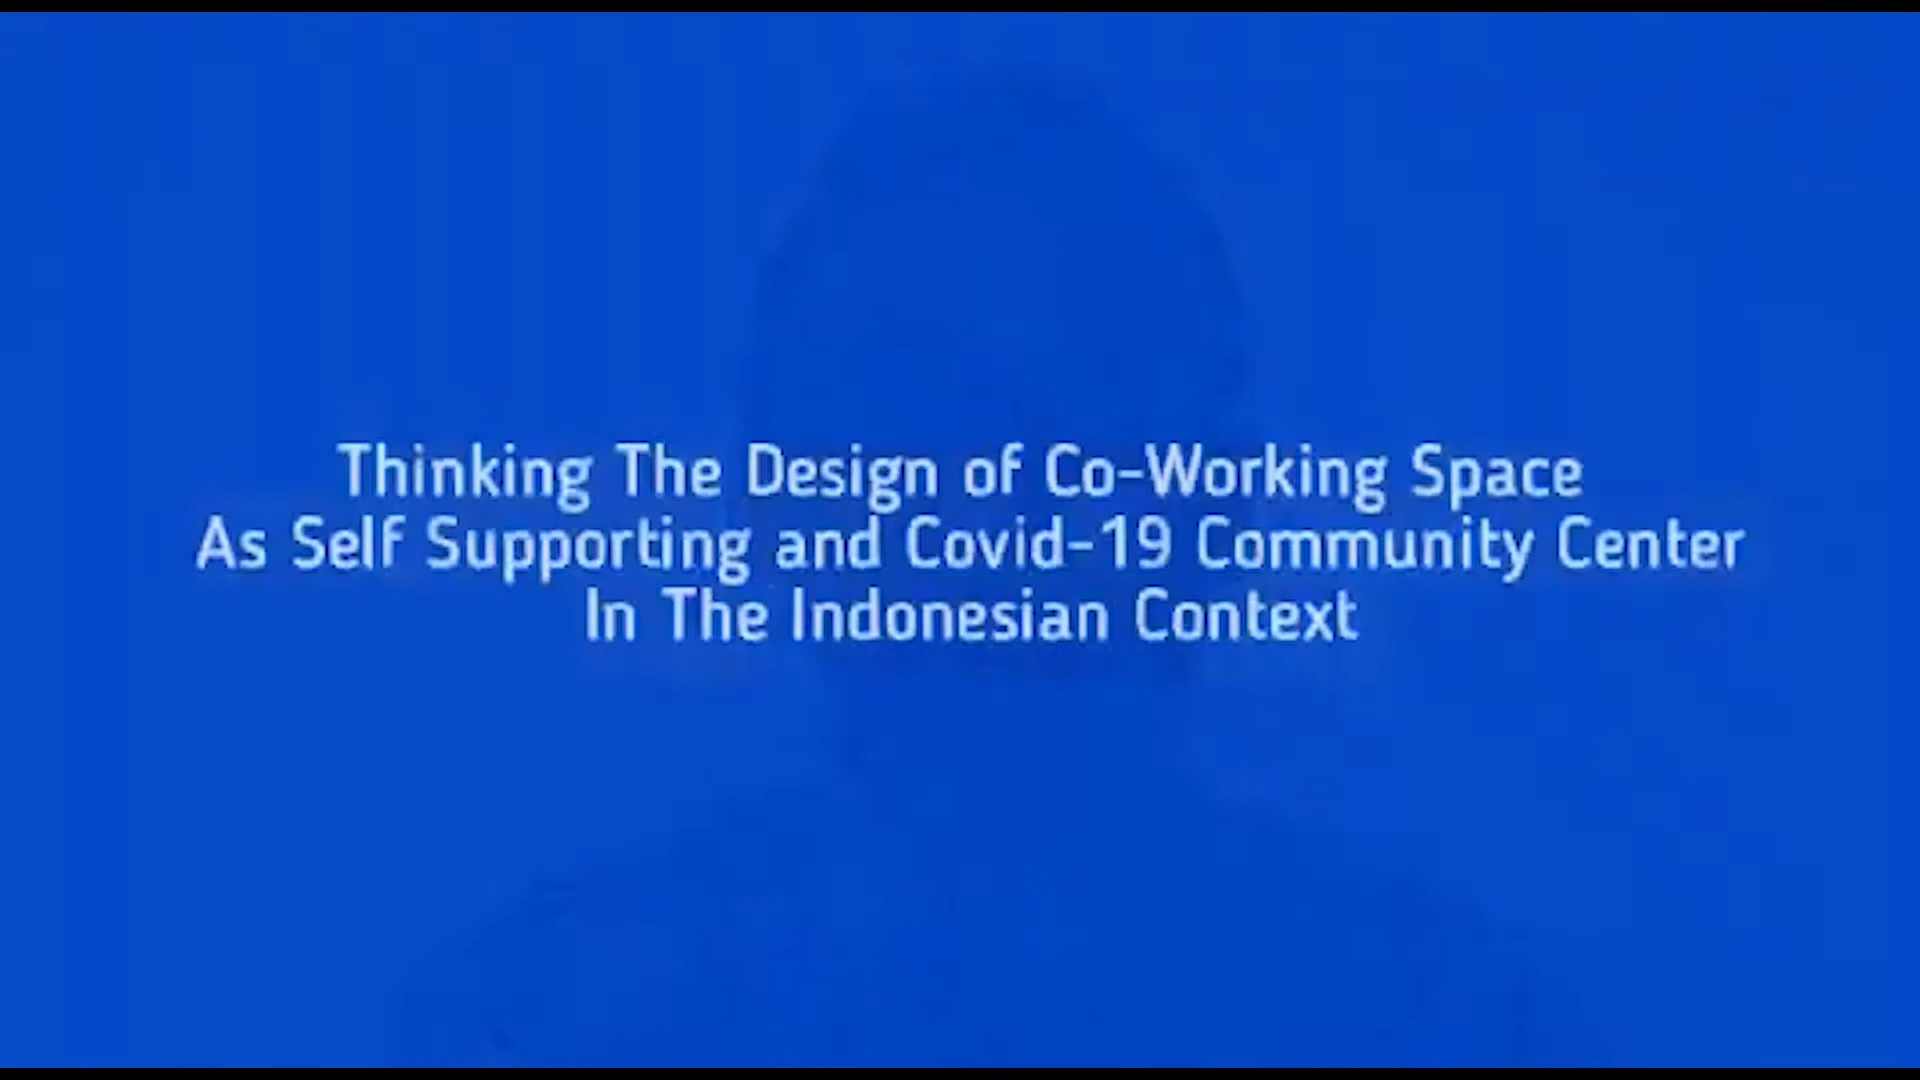 Thinking The Design of Co-Working Space
As Self Supporting and Covid-19 Community Center
In The Indonesian Context